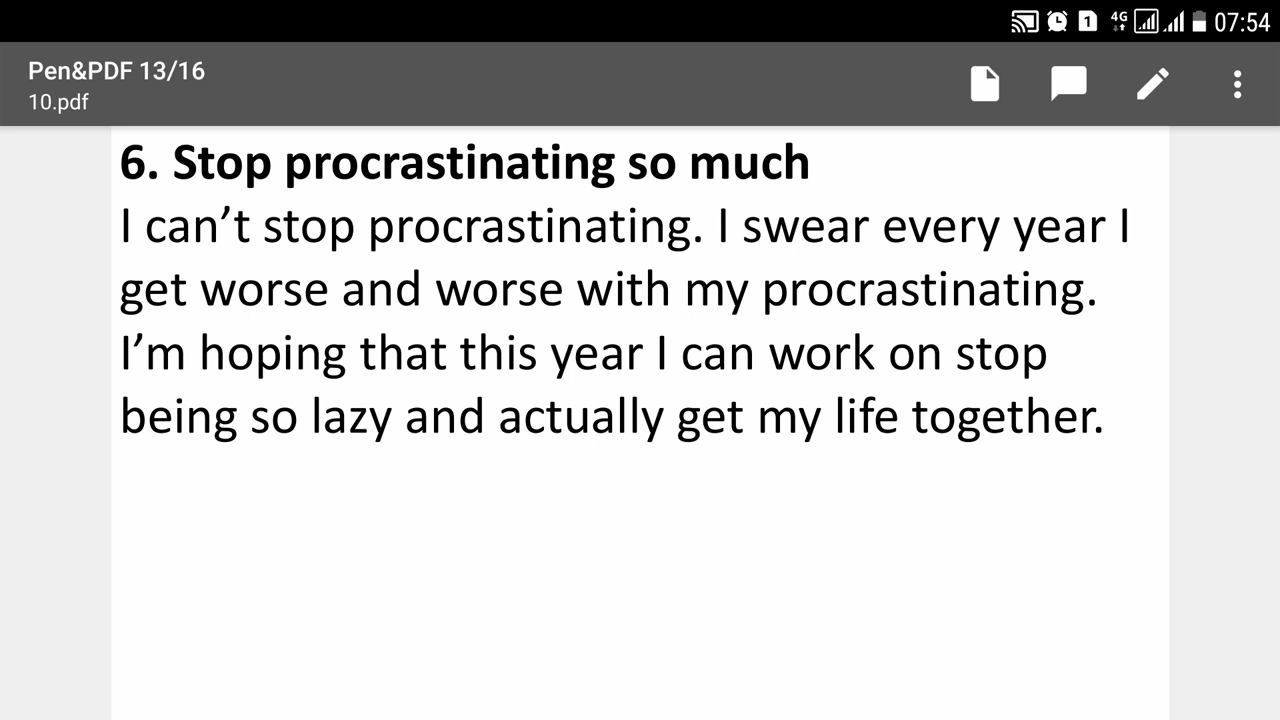 4G 07:54
Pen&PDF 13/16
10.pdf
6. Stop procrastinating so much
I can’t stop procrastinating. I swear every year I
get worse and worse with my procrastinating.
I’m hoping that this year I can work on stop
being so lazy and actually get my life together.